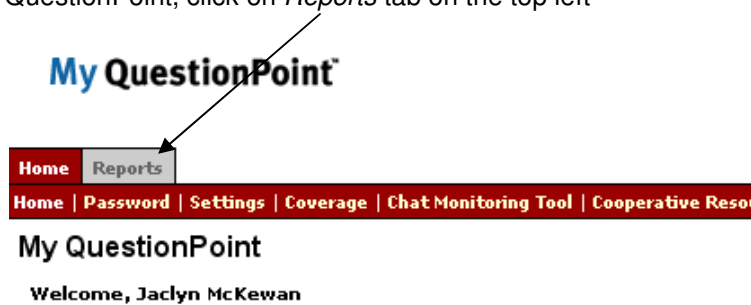 QuestionPoint, click on Reports tab on the top left
My QuestionPoint
Home Reports
Home | Password | Settings | Coverage | Chat Monitoring Tool | Cooperative Reso
My QuestionPoint
Welcome, Jaclyn McKewan